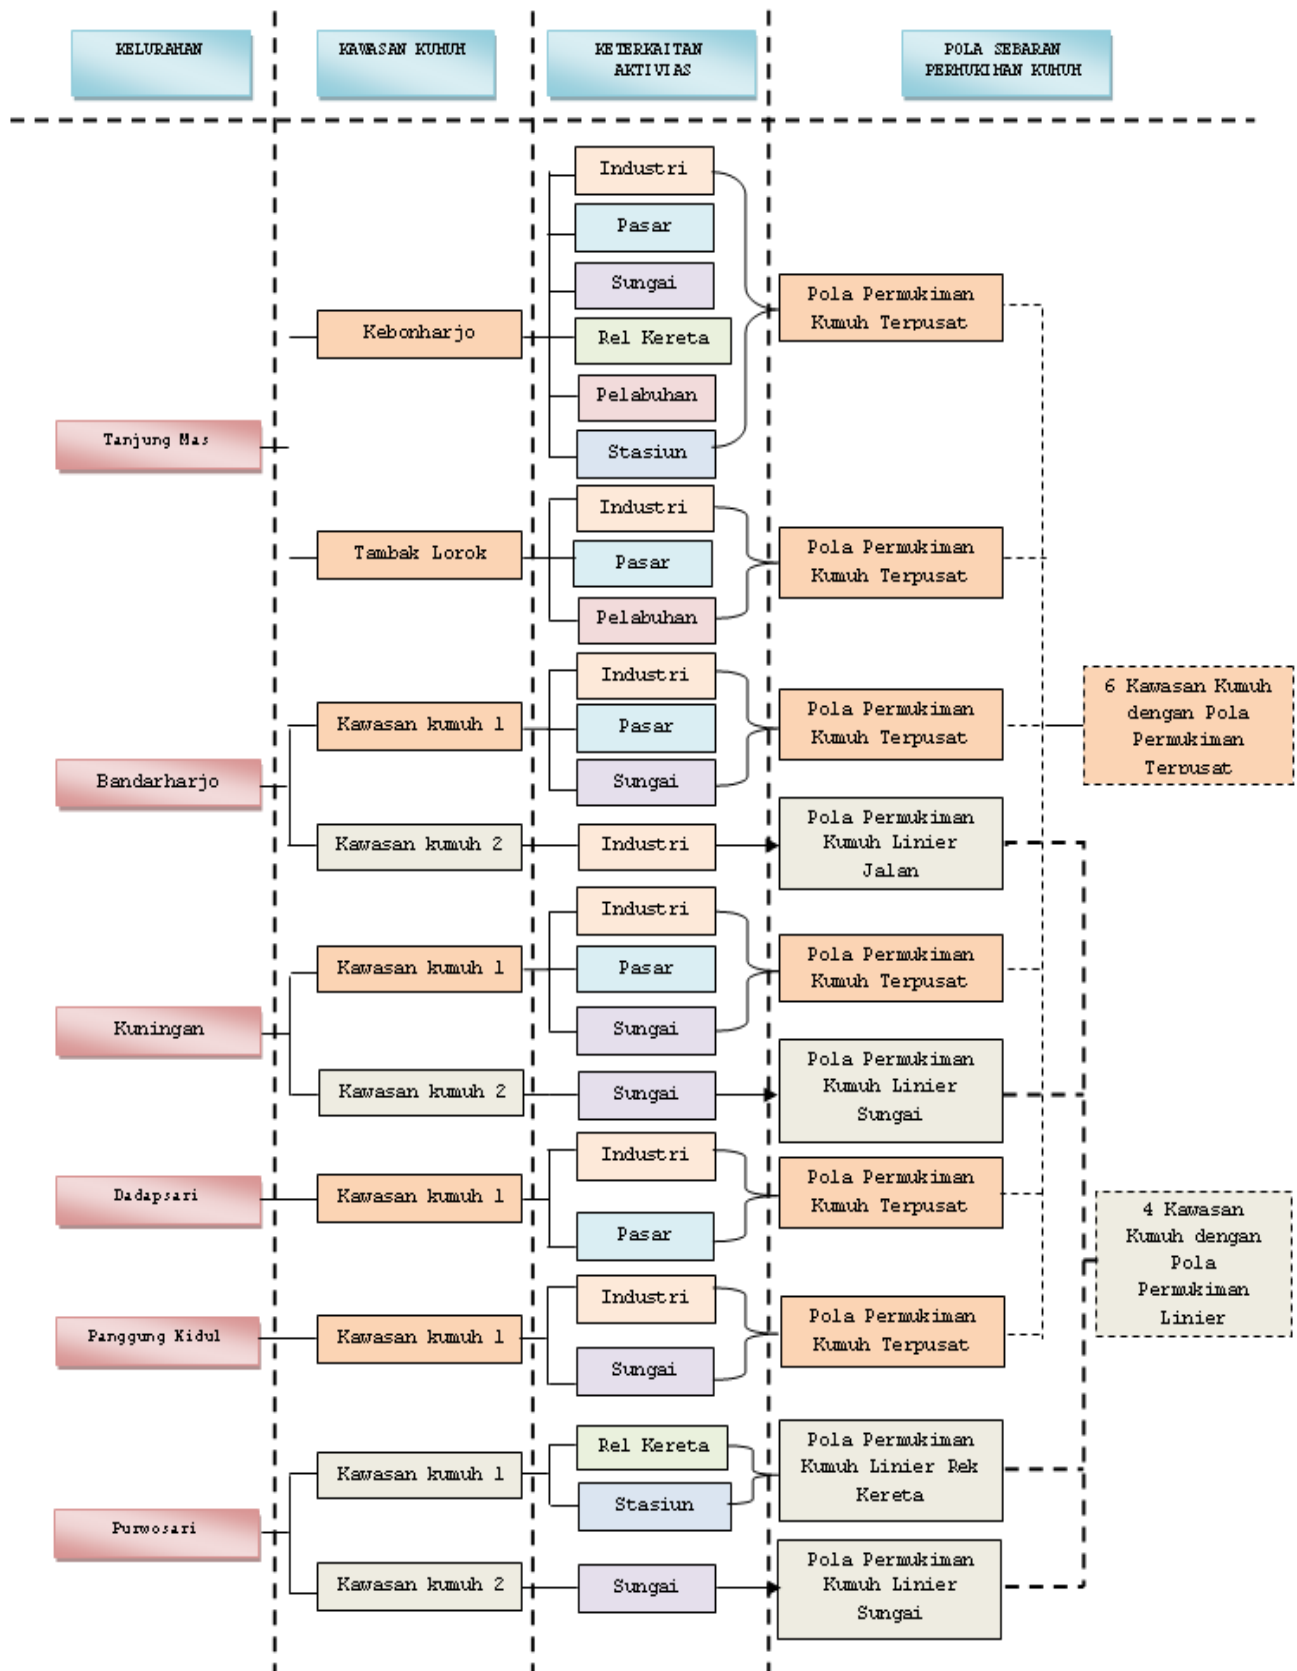 KELURAHAN
KAWASAN KUHUH
KETERKAITAN
AKTIVIAS
POLA SEBARAN
PERHUKIHAN KUHUH
Tanjung Mas
Kebonharjo
Industri
Pasar
Sungai
Rel Kereta
Pelabuhan
Stasiun
Pola Permukiman
Kumuh Terpusat
Tambak Lorok
Industri
Pasar
Pelabuhan
Pola Permukiman
Kumuh Terpusat
Bandarharjo
Kawasan kumuh 1
Industri
Pasar
Sungai
Pola Permukiman
Kumuh Terpusat
Kawasan kumuh 2
Industri
Pola Permukiman
Kumuh Linier
Jalan
Kuningan
Kawasan kumuh 1
Industri
Pasar
Sungai
Pola Permukiman
Kumuh Terpusat
Kawasan kumuh 2
Sungai
Pola Permukiman
Kumuh Linier
Sungai
Dadapsari
Kawasan kumuh 1
Industri
Pasar
Pola Permukiman
Kumuh Terpusat
Panggung Kidul
Kawasan kumuh 1
Industri
Sungai
Pola Permukiman
Kumuh Terpusat
Purwosari
Kawasan kumuh 1
Rel Kereta
Stasiun
Pola Permukiman
Kumuh Linier Rek
Kereta
Kawasan kumuh 2
Sungai
Pola Permukiman
Kumuh Linier
Sungai
6 Kawasan Kumuh
dengan Pola
Permukiman
Terpusat
4 Kawasan
Kumuh dengan
Pola
Permukiman
Linier